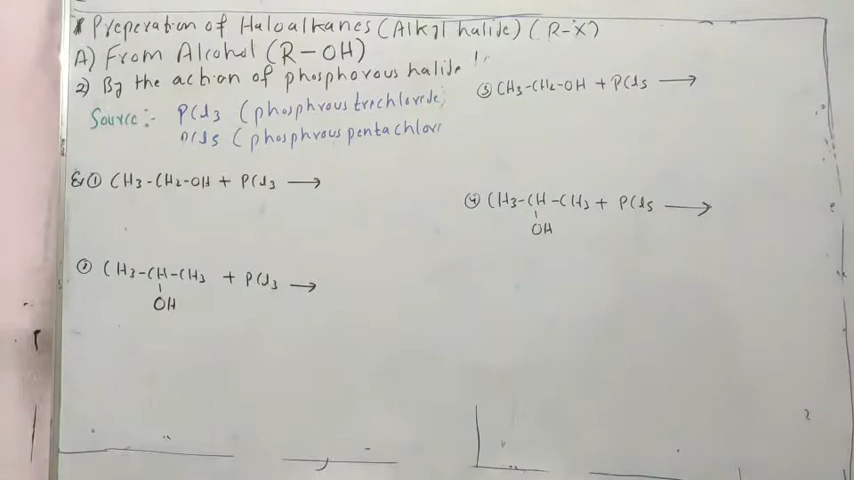 * Preperation of Haloalkanes (Alkyl halide) (R-X)
A) From Alcohol (R-OH)
2) By the action of phosphorous halide
Source:- PCl3 (phosphrous trichloride)
PCl5 (phosphrous pentachlori
Ex ① CH3-CH2-OH + PCl3 →
② CH3-CH-CH3 + PCl3 →
OH
③ CH3-CH2-OH + PCl5 →
④ CH3-CH-CH3 + PCl5 →
OH